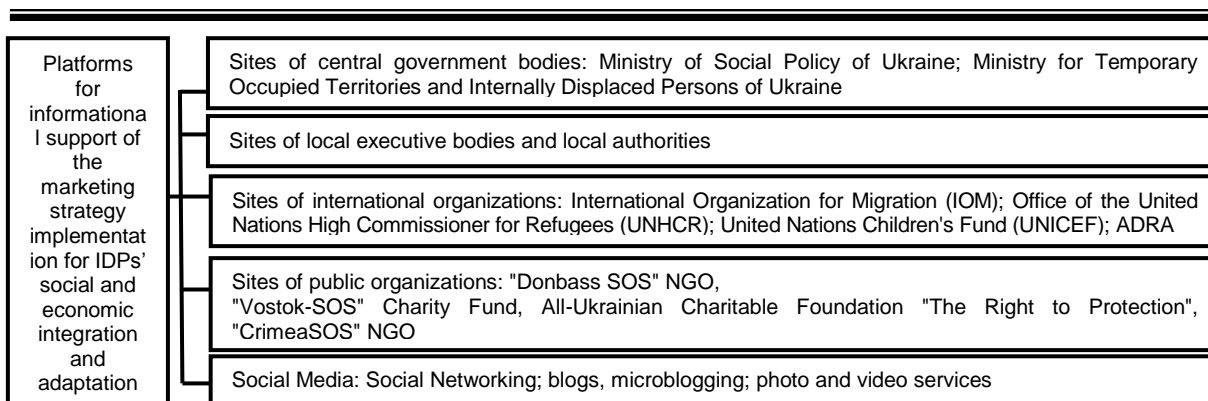 Platforms
for
informationa
l support of
the
marketing
strategy
implementat
ion for IDPs’
social and
economic
integration
and
adaptation
Sites of central government bodies: Ministry of Social Policy of Ukraine; Ministry for Temporary
Occupied Territories and Internally Displaced Persons of Ukraine
Sites of local executive bodies and local authorities
Sites of international organizations: International Organization for Migration (IOM); Office of the United
Nations High Commissioner for Refugees (UNHCR); United Nations Children's Fund (UNICEF); ADRA
Sites of public organizations: "Donbass SOS" NGO,
"Vostok-SOS" Charity Fund, All-Ukrainian Charitable Foundation "The Right to Protection",
"CrimeaSOS" NGO
Social Media: Social Networking; blogs, microblogging; photo and video services